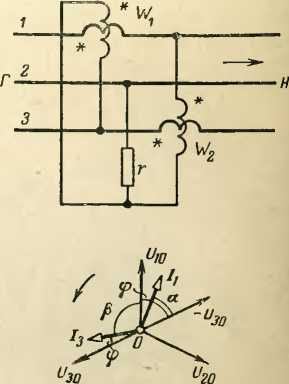 * W₁
1
*
Г 2 Н
*
3 *
r W₂
U₁₀
φ I₁
α
β -U₃₀
I₃ O
φ
U₃₀ U₂₀